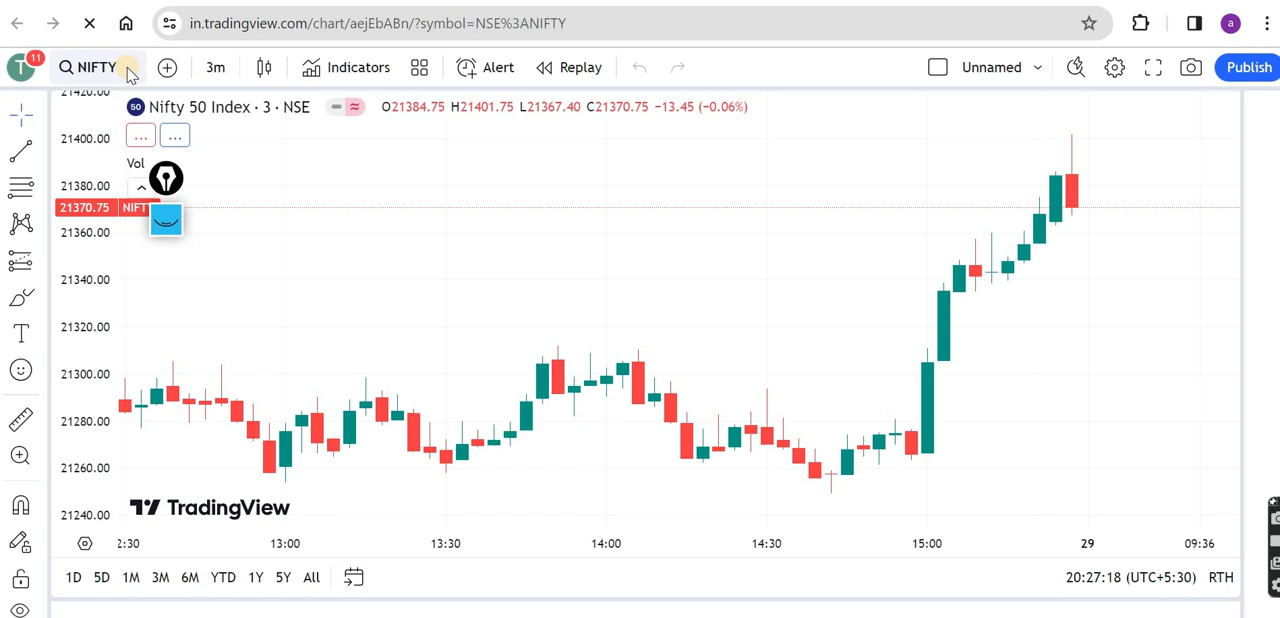 in.tradingview.com/chart/aejEbABn/?symbol=NSE%3ANIFTY
a
T 11 NIFTY 3m Indicators Alert Replay Unnamed Publish
21420.00
50 Nifty 50 Index · 3 · NSE O21384.75 H21401.75 L21367.40 C21370.75 −13.45 (−0.06%)
21400.00
... ...
Vol
21380.00
21370.75 NIFTY
21360.00
21340.00
21320.00
21300.00
21280.00
21260.00
TradingView
21240.00
2:30 13:00 13:30 14:00 14:30 15:00 29 09:36
1D 5D 1M 3M 6M YTD 1Y 5Y All 20:27:18 (UTC+5:30) RTH